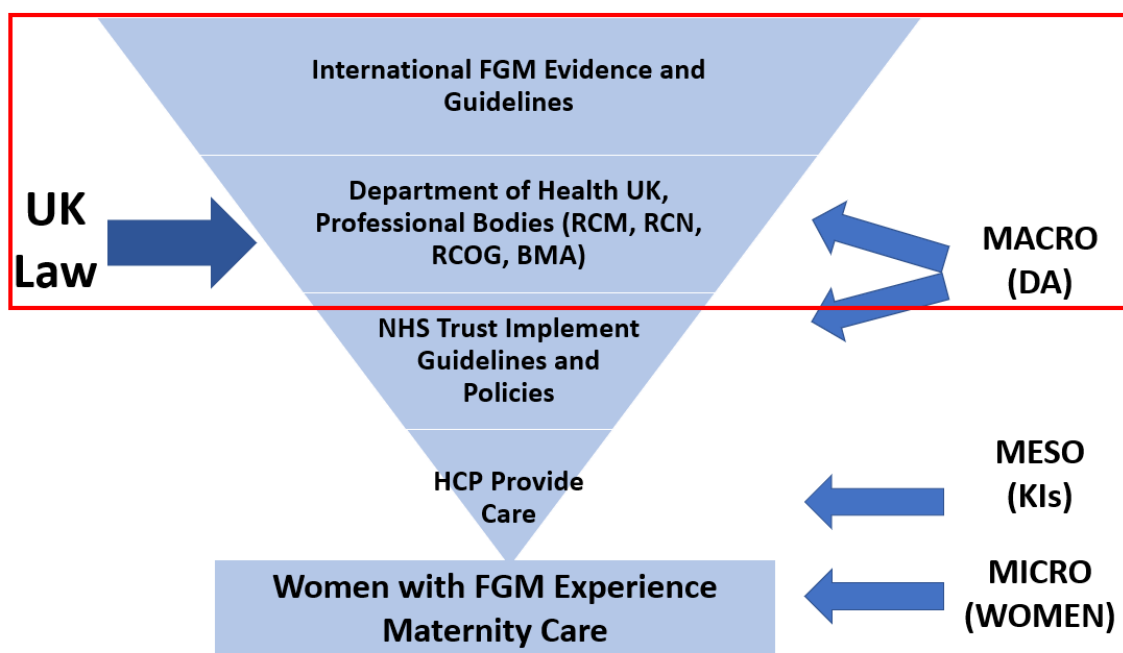 International FGM Evidence and
Guidelines
Department of Health UK,
Professional Bodies (RCM, RCN,
RCOG, BMA)
UK
Law
MACRO
(DA)
NHS Trust Implement
Guidelines and
Policies
HCP Provide
Care
MESO
(KIs)
Women with FGM Experience
Maternity Care
MICRO
(WOMEN)